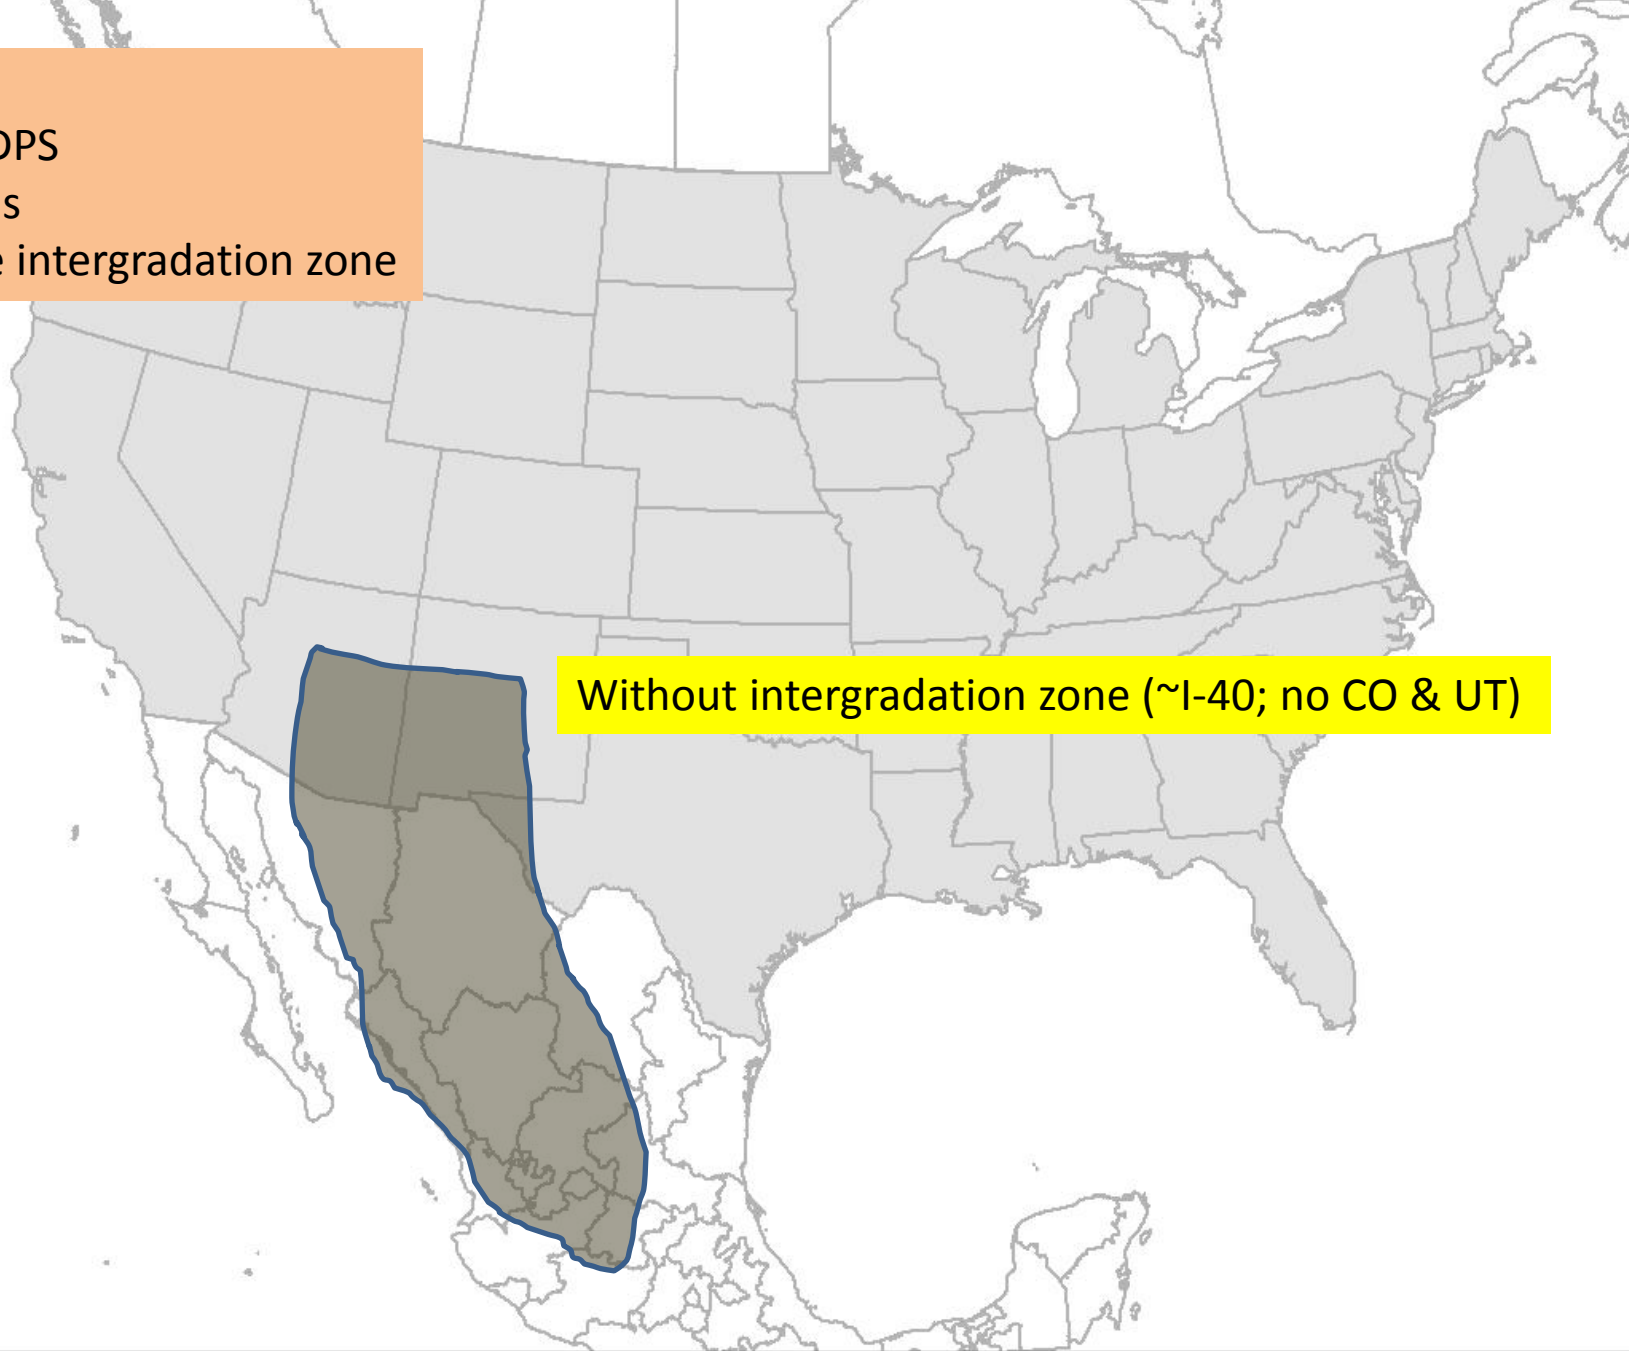 DPS
s
e intergradation zone
Without intergradation zone (~I-40; no CO & UT)